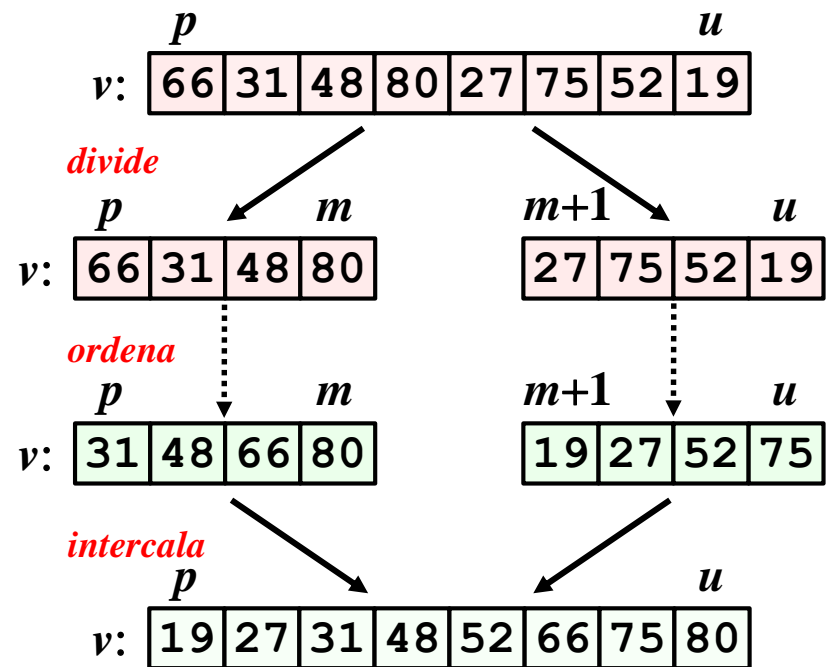 p u
v: 66 31 48 80 27 75 52 19
divide
p m m+1 u
v: 66 31 48 80 27 75 52 19
ordena
p m m+1 u
v: 31 48 66 80 19 27 52 75
intercala
p u
v: 19 27 31 48 52 66 75 80